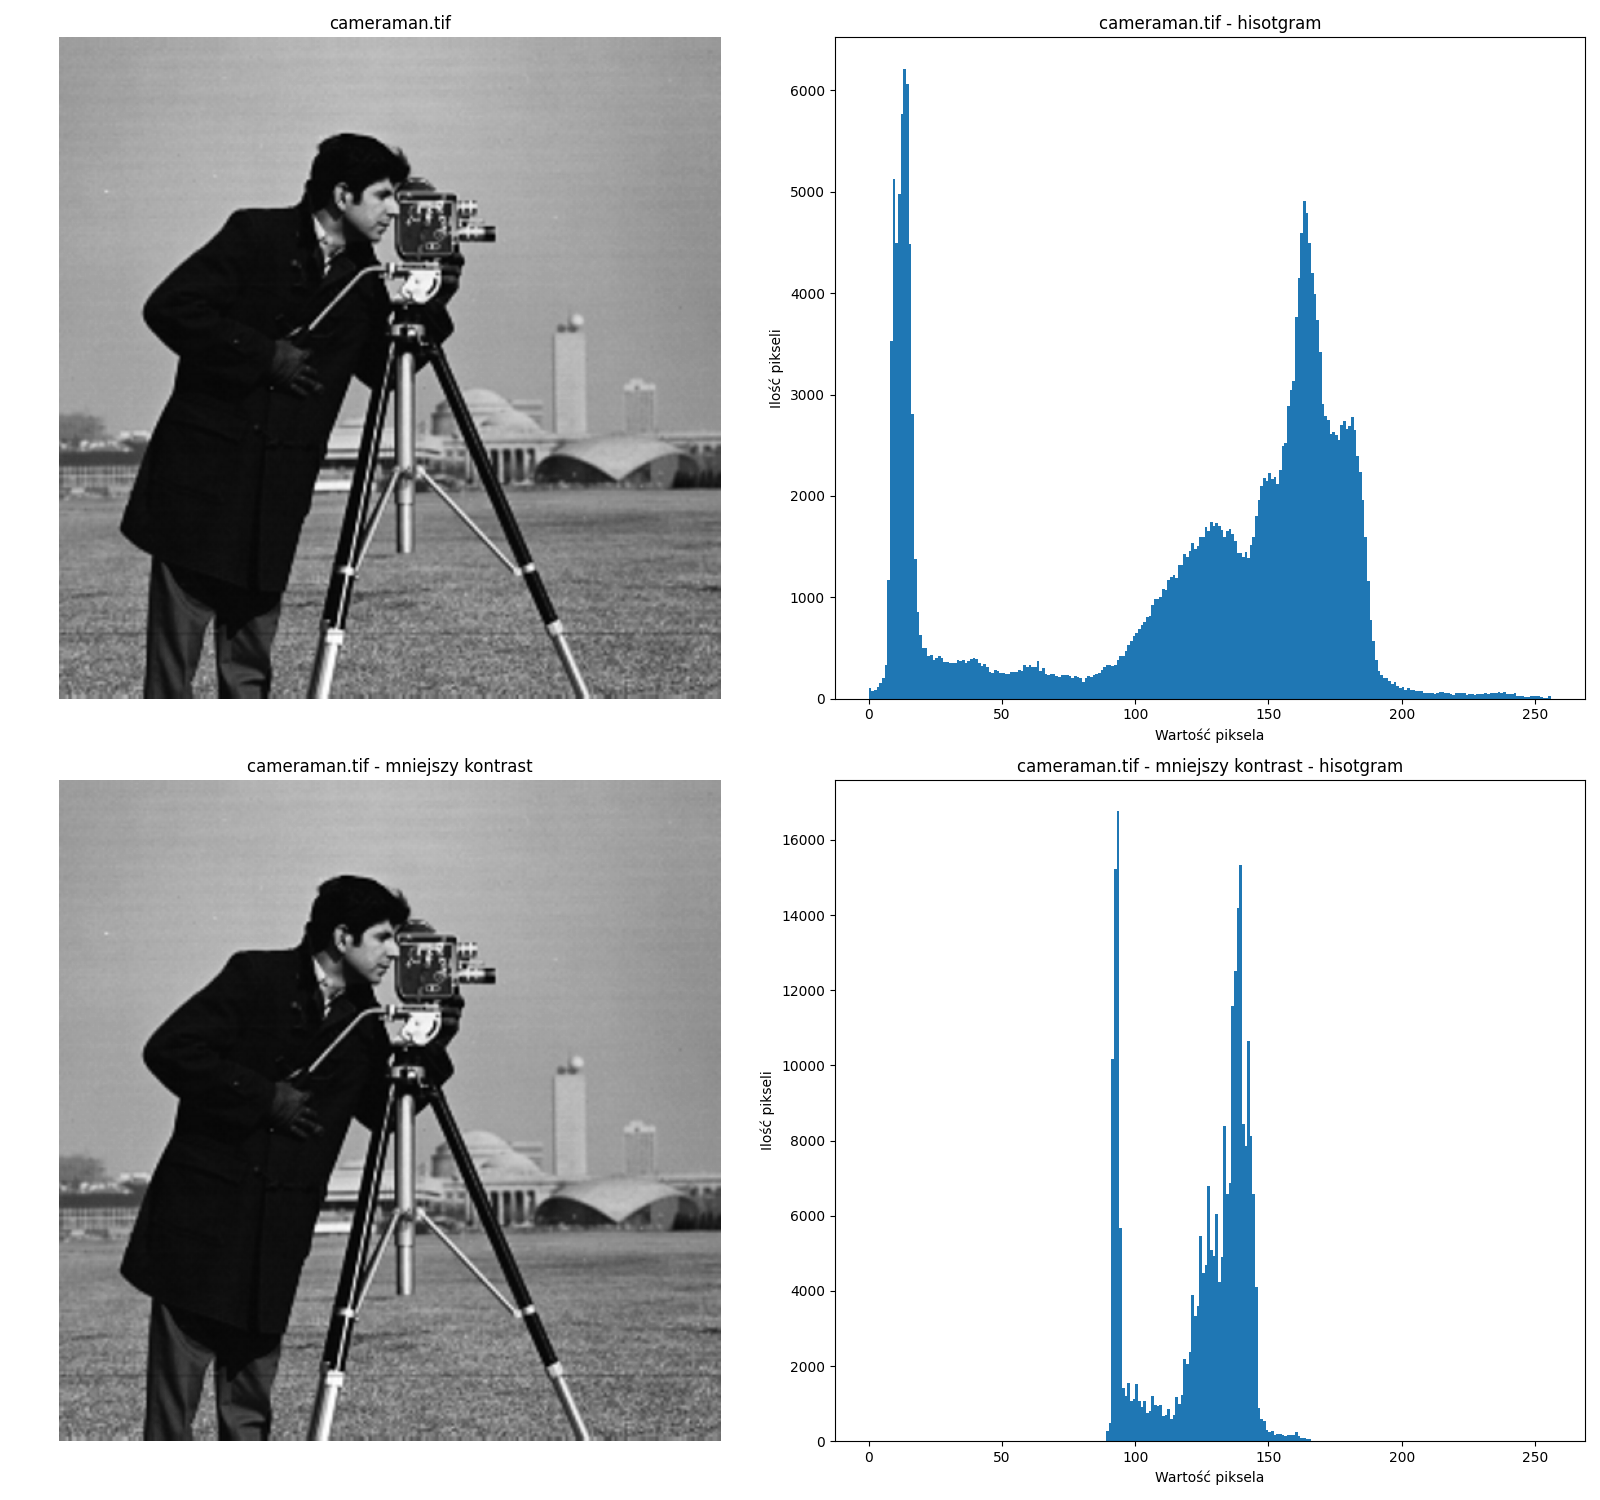 cameraman.tif
cameraman.tif - hisotgram
6000
5000
4000
3000
2000
1000
0
Ilość pikseli
0 50 100 150 200 250
Wartość piksela
cameraman.tif - mniejszy kontrast
cameraman.tif - mniejszy kontrast - hisotgram
16000
14000
12000
10000
8000
6000
4000
2000
0
Ilość pikseli
0 50 100 150 200 250
Wartość piksela